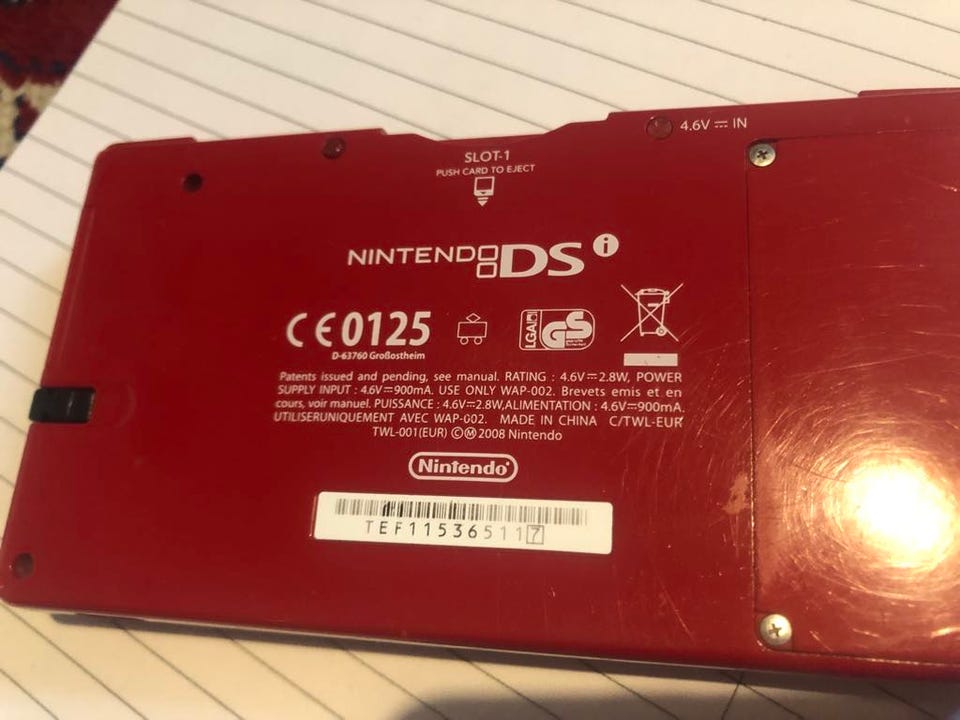 4.6V ⎓ IN
SLOT-1
PUSH CARD TO EJECT
NINTENDO DS i
CE 0125
D-63760 Großostheim
LGA GS
Patents issued and pending, see manual. RATING : 4.6V⎓2.8W, POWER
SUPPLY INPUT : 4.6V⎓900mA. USE ONLY WAP-002. Brevets emis et en
cours, voir manuel. PUISSANCE : 4.6V⎓2.8W,ALIMENTATION : 4.6V⎓900mA.
UTILISERUNIQUEMENT AVEC WAP-002. MADE IN CHINA C/TWL-EUR
TWL-001(EUR) ©Ⓜ2008 Nintendo
Nintendo®
TEF115365117